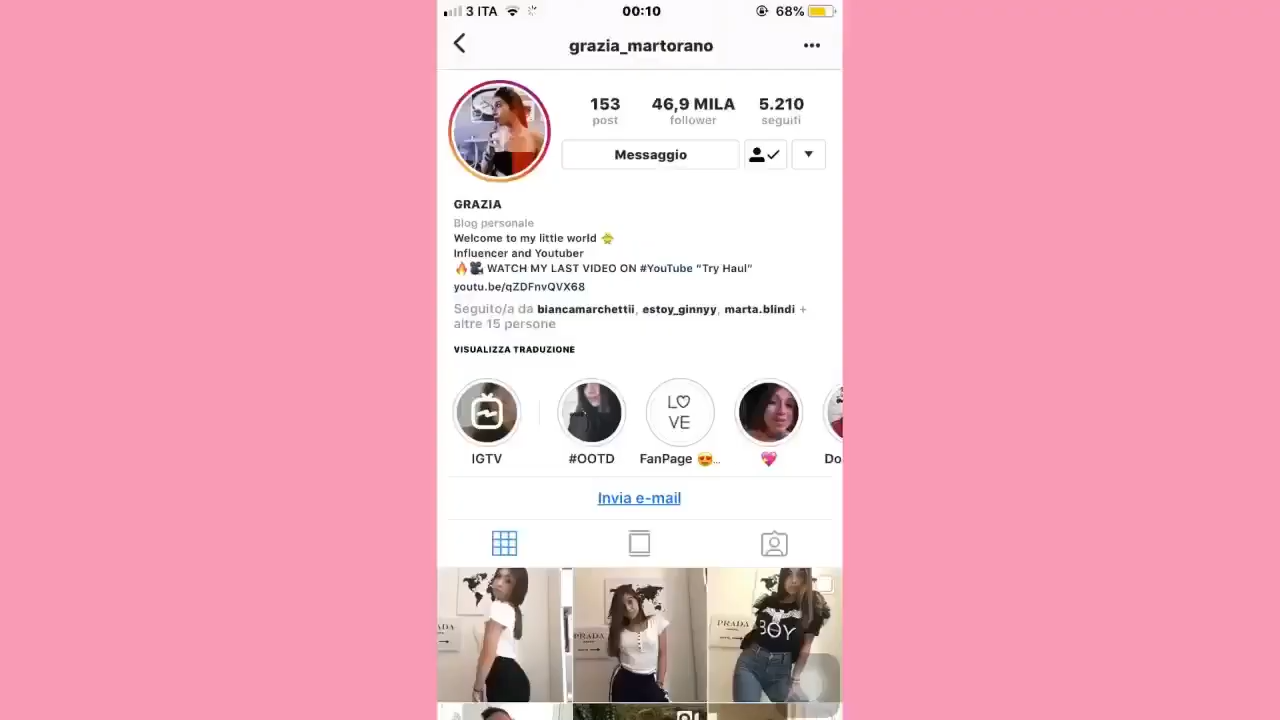 3 ITA 00:10 68%
grazia_martorano
153 46,9 MILA 5.210
post follower seguiti
Messaggio
GRAZIA
Blog personale
Welcome to my little world
Influencer and Youtuber
🔥🎥 WATCH MY LAST VIDEO ON #YouTube "Try Haul"
youtu.be/qZDFnvQVX68
Seguito/a da biancamarchettii, estoy_ginnyy, marta.blindi +
altre 15 persone
VISUALIZZA TRADUZIONE
LOVE
IGTV #OOTD FanPage 😍... 💖 Do
Invia e-mail
PRADA
PRADA
BOY